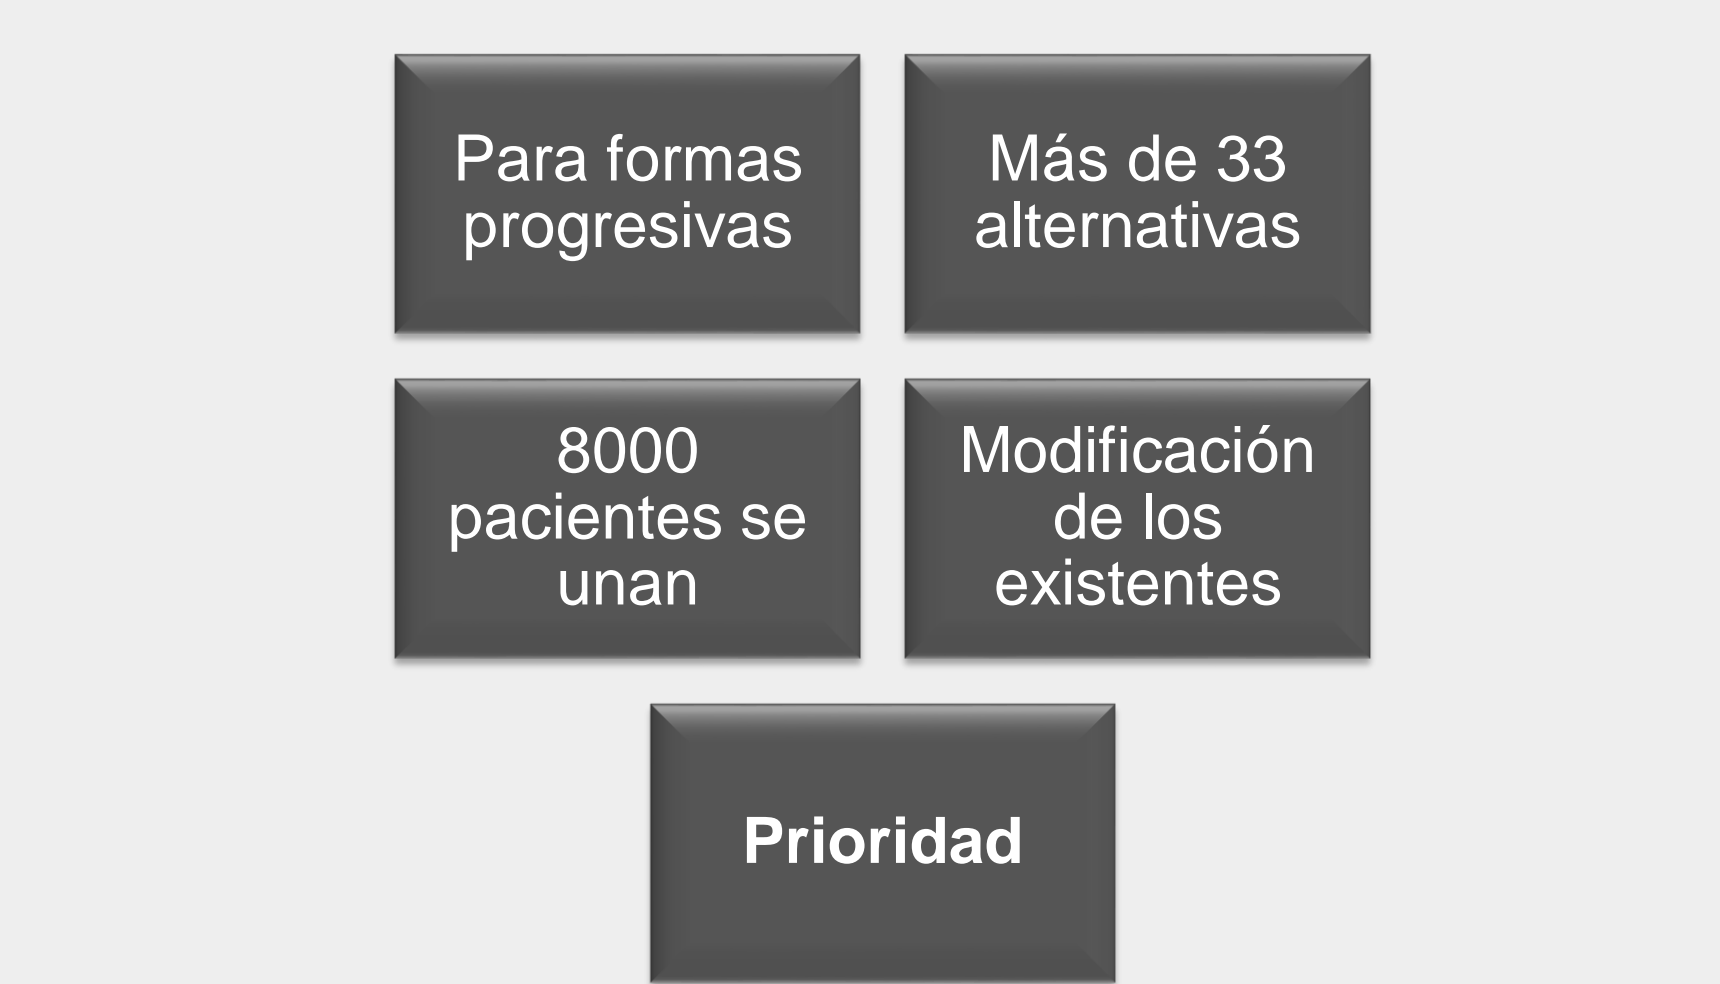 Para formas
progresivas
Más de 33
alternativas
8000
pacientes se
unan
Modificación
de los
existentes
Prioridad